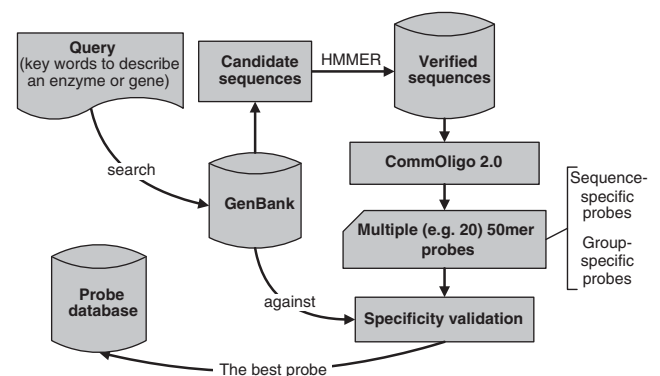 Query
(key words to describe
an enzyme or gene)
Candidate
sequences
HMMER
Verified
sequences
search
GenBank
CommOligo 2.0
Multiple (e.g. 20) 50mer
probes
Sequence-
specific
probes
Group-
specific
probes
against
Specificity validation
Probe
database
The best probe